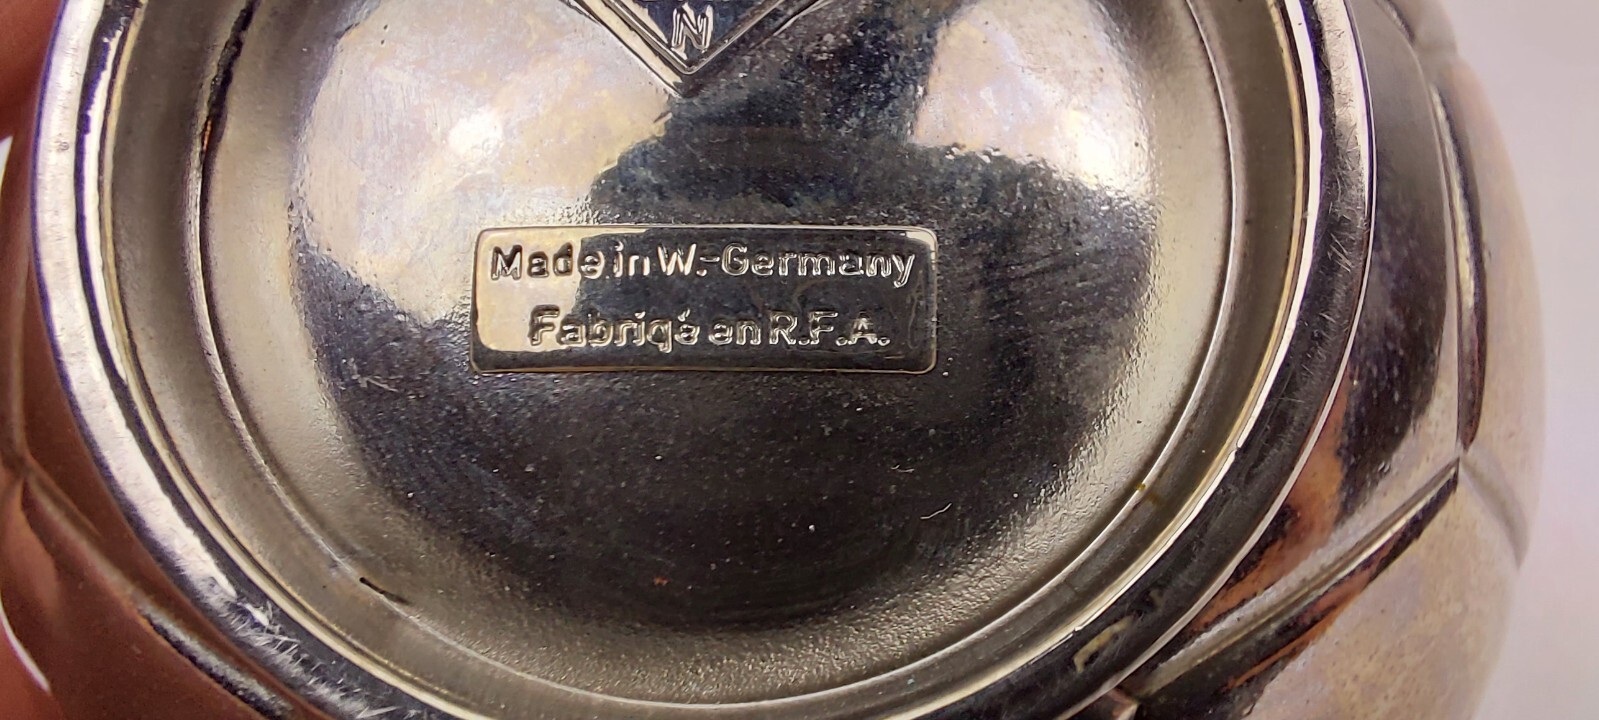 N
Made in W.-Germany
Fabriqé en R.F.A.